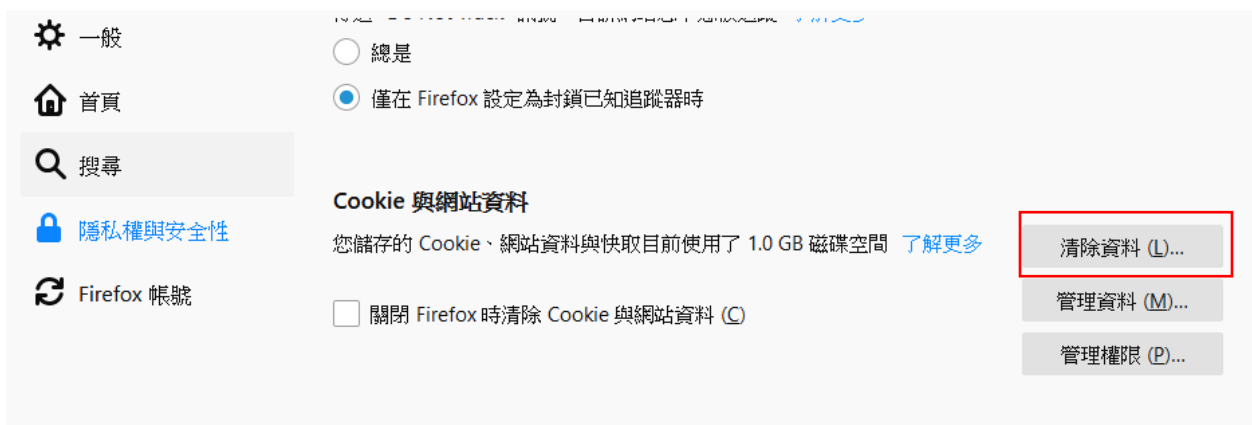 一般
首頁
搜尋
隱私權與安全性
Firefox 帳號
總是
僅在 Firefox 設定為封鎖已知追蹤器時
Cookie 與網站資料
您儲存的 Cookie、網站資料與快取目前使用了 1.0 GB 磁碟空間 了解更多
關閉 Firefox 時清除 Cookie 與網站資料 (C)
清除資料 (L)...
管理資料 (M)...
管理權限 (P)...